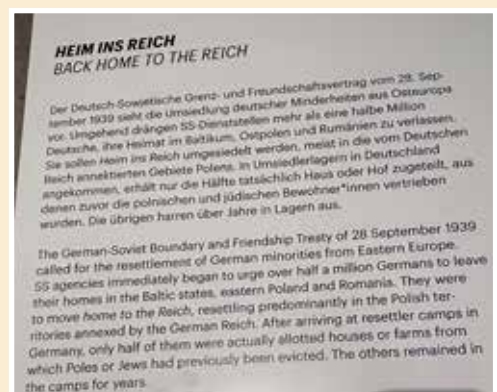 HEIM INS REICH
BACK HOME TO THE REICH
Der Deutsch-Sowjetische Grenz- und Freundschaftsvertrag vom 28. Sep-
tember 1939 sieht die Umsiedlung deutscher Minderheiten aus Osteuropa
vor. Umgehend drängen SS-Dienststellen mehr als eine halbe Million
Deutsche, ihre Heimat im Baltikum, Ostpolen und Rumänien zu verlassen.
Sie sollen Heim ins Reich umgesiedelt werden, meist in die vom Deutschen
Reich annektierten Gebiete Polens. In Umsiedlerlagern in Deutschland
angekommen, erhält nur die Hälfte tatsächlich Haus oder Hof zugeteilt, aus
denen zuvor die polnischen und jüdischen Bewohner*innen vertrieben
wurden. Die übrigen harren über Jahre in Lagern aus.
The German-Soviet Boundary and Friendship Treaty of 28 September 1939
called for the resettlement of German minorities from Eastern Europe.
SS agencies immediately began to urge over half a million Germans to leave
their homes in the Baltic states, eastern Poland and Romania. They were
to move home to the Reich, resettling predominantly in the Polish ter-
ritories annexed by the German Reich. After arriving at resettler camps in
Germany, only half of them were actually allotted houses or farms from
which Poles or Jews had previously been evicted. The others remained in
the camps for years.